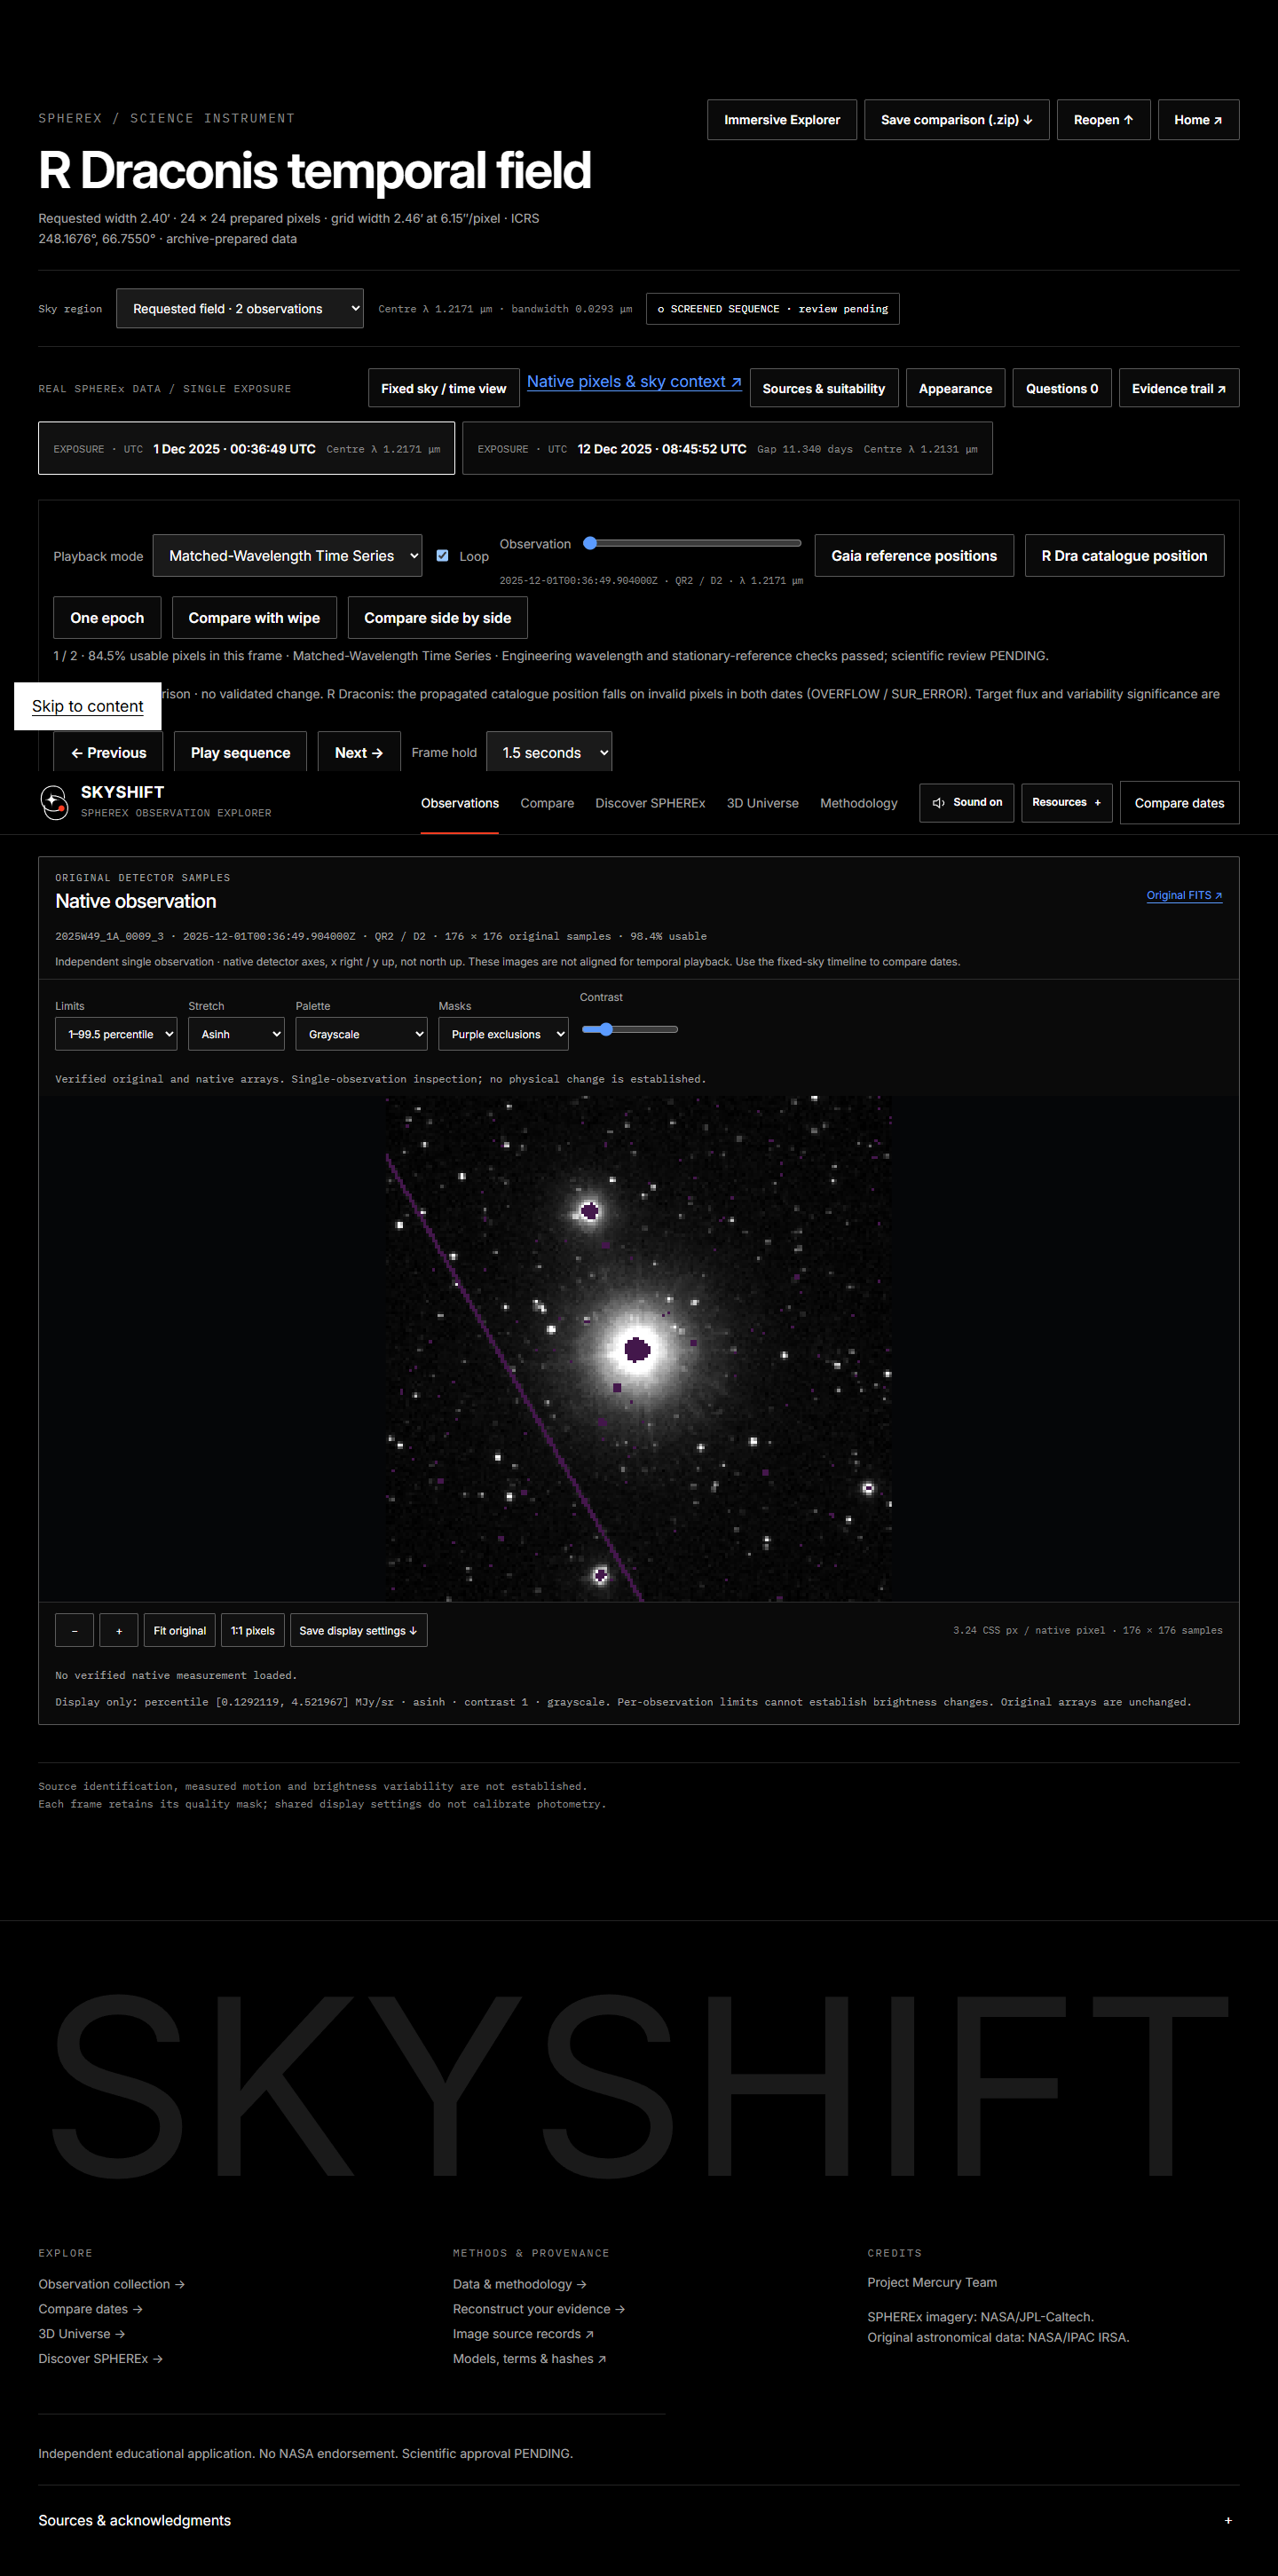 SPHEREX / SCIENCE INSTRUMENT
Immersive Explorer
Save comparison (.zip) ↓
Reopen ↑
Home ↗
R Draconis temporal field
Requested width 2.40′ · 24 × 24 prepared pixels · grid width 2.46′ at 6.15″/pixel · ICRS
248.1676°, 66.7550° · archive-prepared data
Sky region
Requested field · 2 observations
Centre λ 1.2171 µm · bandwidth 0.0293 µm
o SCREENED SEQUENCE · review pending
REAL SPHEREx DATA / SINGLE EXPOSURE
Fixed sky / time view
Native pixels & sky context ↗
Sources & suitability
Appearance
Questions 0
Evidence trail ↗
EXPOSURE · UTC 1 Dec 2025 · 00:36:49 UTC Centre λ 1.2171 µm
EXPOSURE · UTC 12 Dec 2025 · 08:45:52 UTC Gap 11.340 days Centre λ 1.2131 µm
Playback mode
Matched-Wavelength Time Series
Loop
Observation
2025-12-01T00:36:49.904000Z · QR2 / D2 · λ 1.2171 µm
Gaia reference positions
R Dra catalogue position
One epoch
Compare with wipe
Compare side by side
1 / 2 · 84.5% usable pixels in this frame · Matched-Wavelength Time Series · Engineering wavelength and stationary-reference checks passed; scientific review PENDING.
Skip to content
rison · no validated change. R Draconis: the propagated catalogue position falls on invalid pixels in both dates (OVERFLOW / SUR_ERROR). Target flux and variability significance are
← Previous
Play sequence
Next →
Frame hold
1.5 seconds
SKYSHIFT
SPHEREX OBSERVATION EXPLORER
Observations
Compare
Discover SPHEREx
3D Universe
Methodology
Sound on
Resources +
Compare dates
ORIGINAL DETECTOR SAMPLES
Native observation
Original FITS ↗
2025W49_1A_0009_3 · 2025-12-01T00:36:49.904000Z · QR2 / D2 · 176 × 176 original samples · 98.4% usable
Independent single observation · native detector axes, x right / y up, not north up. These images are not aligned for temporal playback. Use the fixed-sky timeline to compare dates.
Limits
Stretch
Palette
Masks
Contrast
1–99.5 percentile
Asinh
Grayscale
Purple exclusions
Verified original and native arrays. Single-observation inspection; no physical change is established.
−
+
Fit original
1:1 pixels
Save display settings ↓
3.24 CSS px / native pixel · 176 × 176 samples
No verified native measurement loaded.
Display only: percentile [0.1292119, 4.521967] MJy/sr · asinh · contrast 1 · grayscale. Per-observation limits cannot establish brightness changes. Original arrays are unchanged.
Source identification, measured motion and brightness variability are not established.
Each frame retains its quality mask; shared display settings do not calibrate photometry.
SKYSHIFT
EXPLORE
Observation collection →
Compare dates →
3D Universe →
Discover SPHEREx →
METHODS & PROVENANCE
Data & methodology →
Reconstruct your evidence →
Image source records ↗
Models, terms & hashes ↗
CREDITS
Project Mercury Team
SPHEREx imagery: NASA/JPL-Caltech.
Original astronomical data: NASA/IPAC IRSA.
Independent educational application. No NASA endorsement. Scientific approval PENDING.
Sources & acknowledgments
+